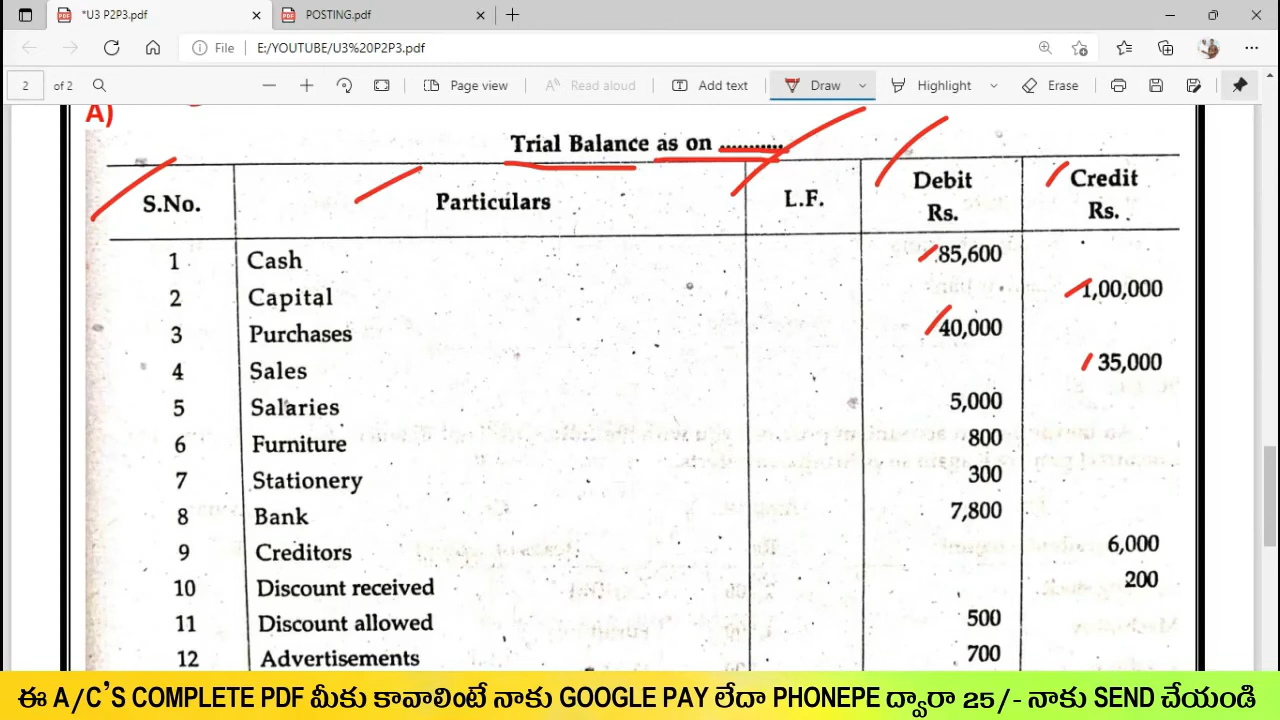 *U3 P2P3.pdf
POSTING.pdf
File E:/YOUTUBE/U3%20P2P3.pdf
2 of 2 Page view Read aloud Add text Draw Highlight Erase
A)
Trial Balance as on ...........
S.No. Particulars L.F. Debit Rs. Credit Rs.
1 Cash 85,600
2 Capital 1,00,000
3 Purchases 40,000
4 Sales 35,000
5 Salaries 5,000
6 Furniture 800
7 Stationery 300
8 Bank 7,800
9 Creditors 6,000
10 Discount received 200
11 Discount allowed 500
12 Advertisements 700
ఈ A/C'S COMPLETE PDF మీకు కావాలింటే నాకు GOOGLE PAY లేదా PHONEPE ద్వారా 25/- నాకు SEND చేయండి